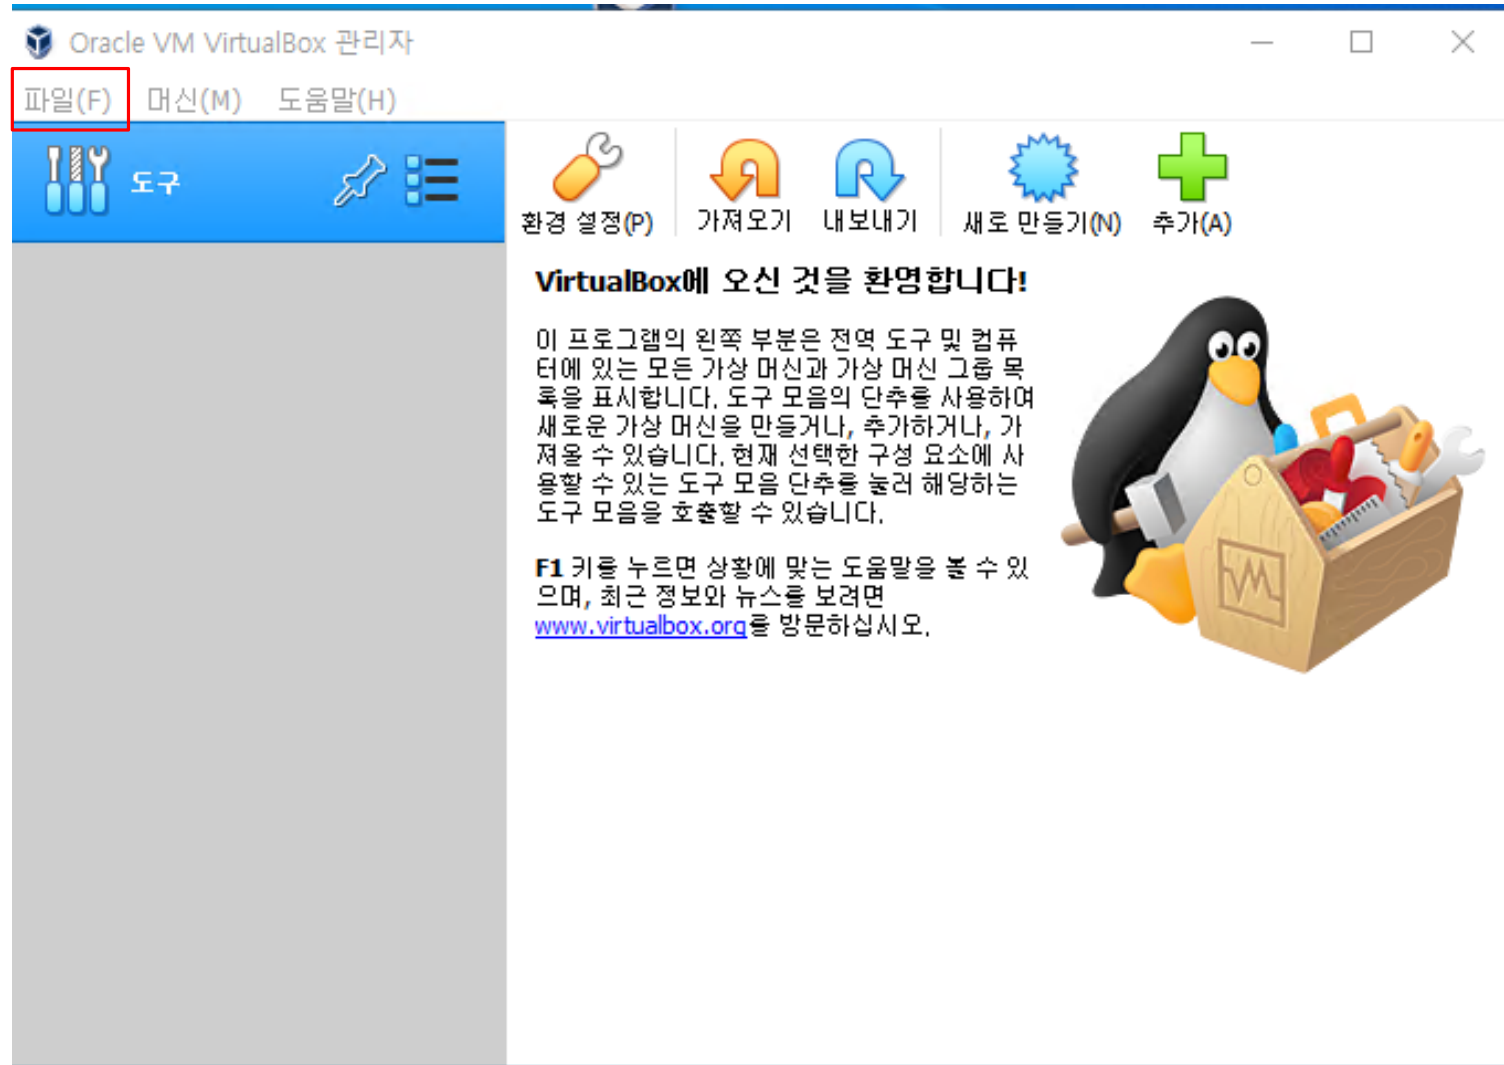 Oracle VM VirtualBox 관리자
파일(F) 머신(M) 도움말(H)
도구
환경 설정(P) 가져오기 내보내기 새로 만들기(N) 추가(A)
VirtualBox에 오신 것을 환영합니다!
이 프로그램의 왼쪽 부분은 전역 도구 및 컴퓨
터에 있는 모든 가상 머신과 가상 머신 그룹 목
록을 표시합니다. 도구 모음의 단추를 사용하여
새로운 가상 머신을 만들거나, 추가하거나, 가
져올 수 있습니다. 현재 선택한 구성 요소에 사
용할 수 있는 도구 모음 단추를 눌러 해당하는
도구 모음을 호출할 수 있습니다.
F1 키를 누르면 상황에 맞는 도움말을 볼 수 있
으며, 최근 정보와 뉴스를 보려면
www.virtualbox.org를 방문하십시오.